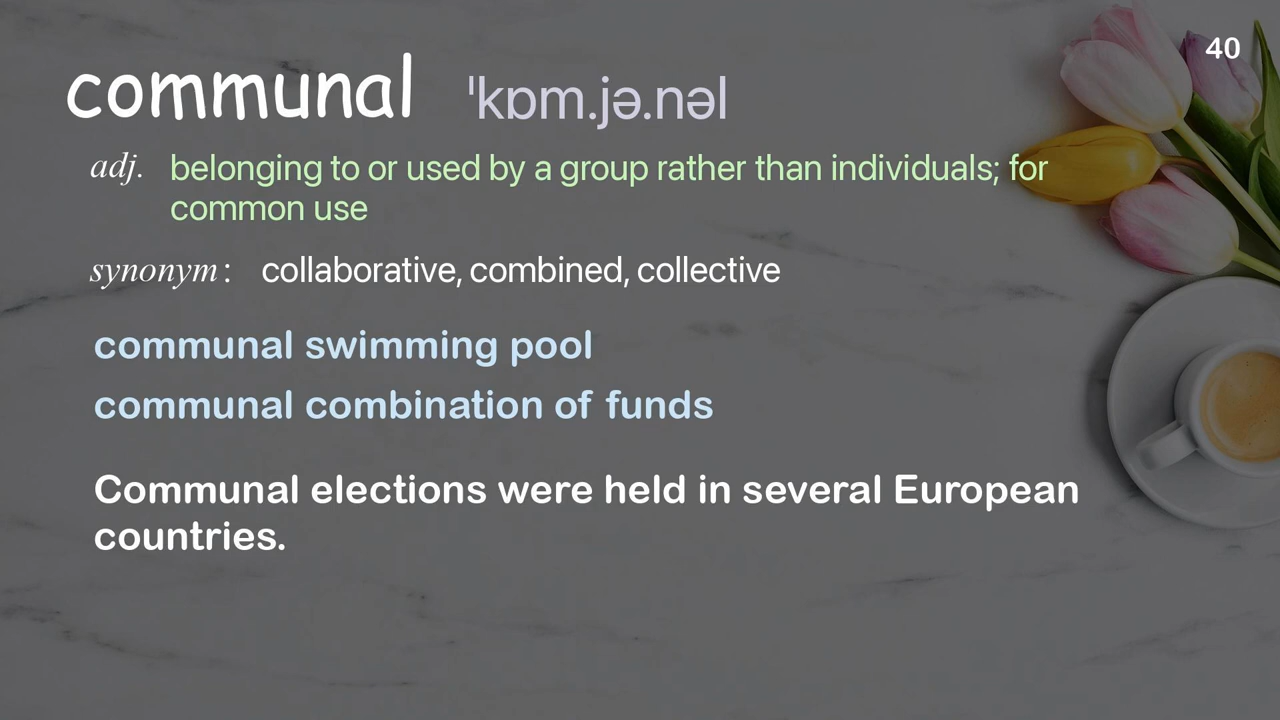 40
communal ˈkɒm.jə.nəl
adj. belonging to or used by a group rather than individuals; for
common use
synonym: collaborative, combined, collective
communal swimming pool
communal combination of funds
Communal elections were held in several European
countries.